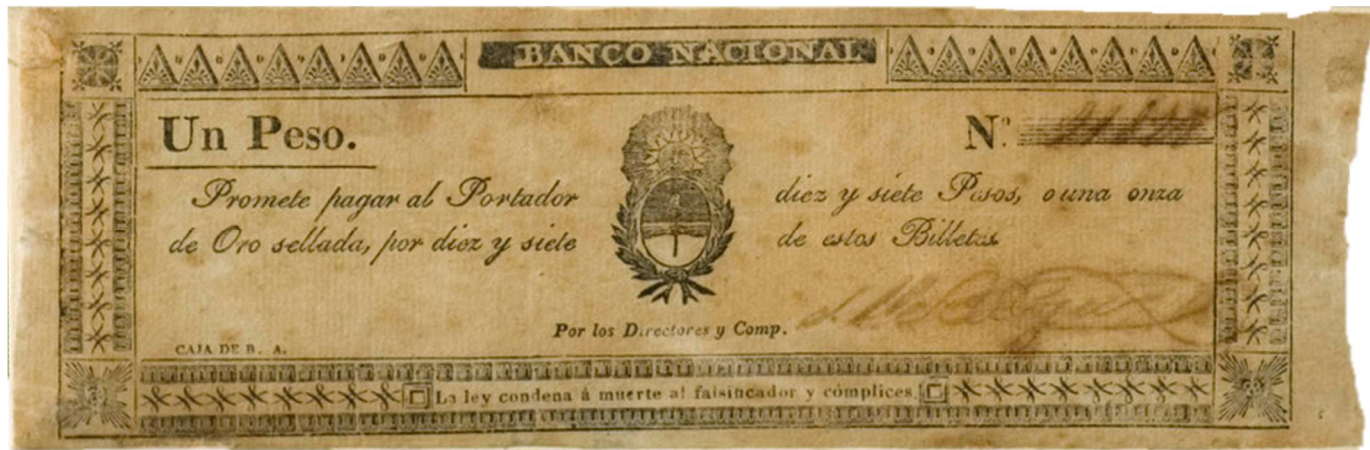 BANCO NACIONAL
Un Peso.
Nº
Promete pagar al Portador diez y siete Pesos, o una onza
de Oro sellada, por diez y siete de estos Billetes
Por los Directores y Comp.
CAJA DE B. A.
La ley condena á muerte al falsificador y cómplices.